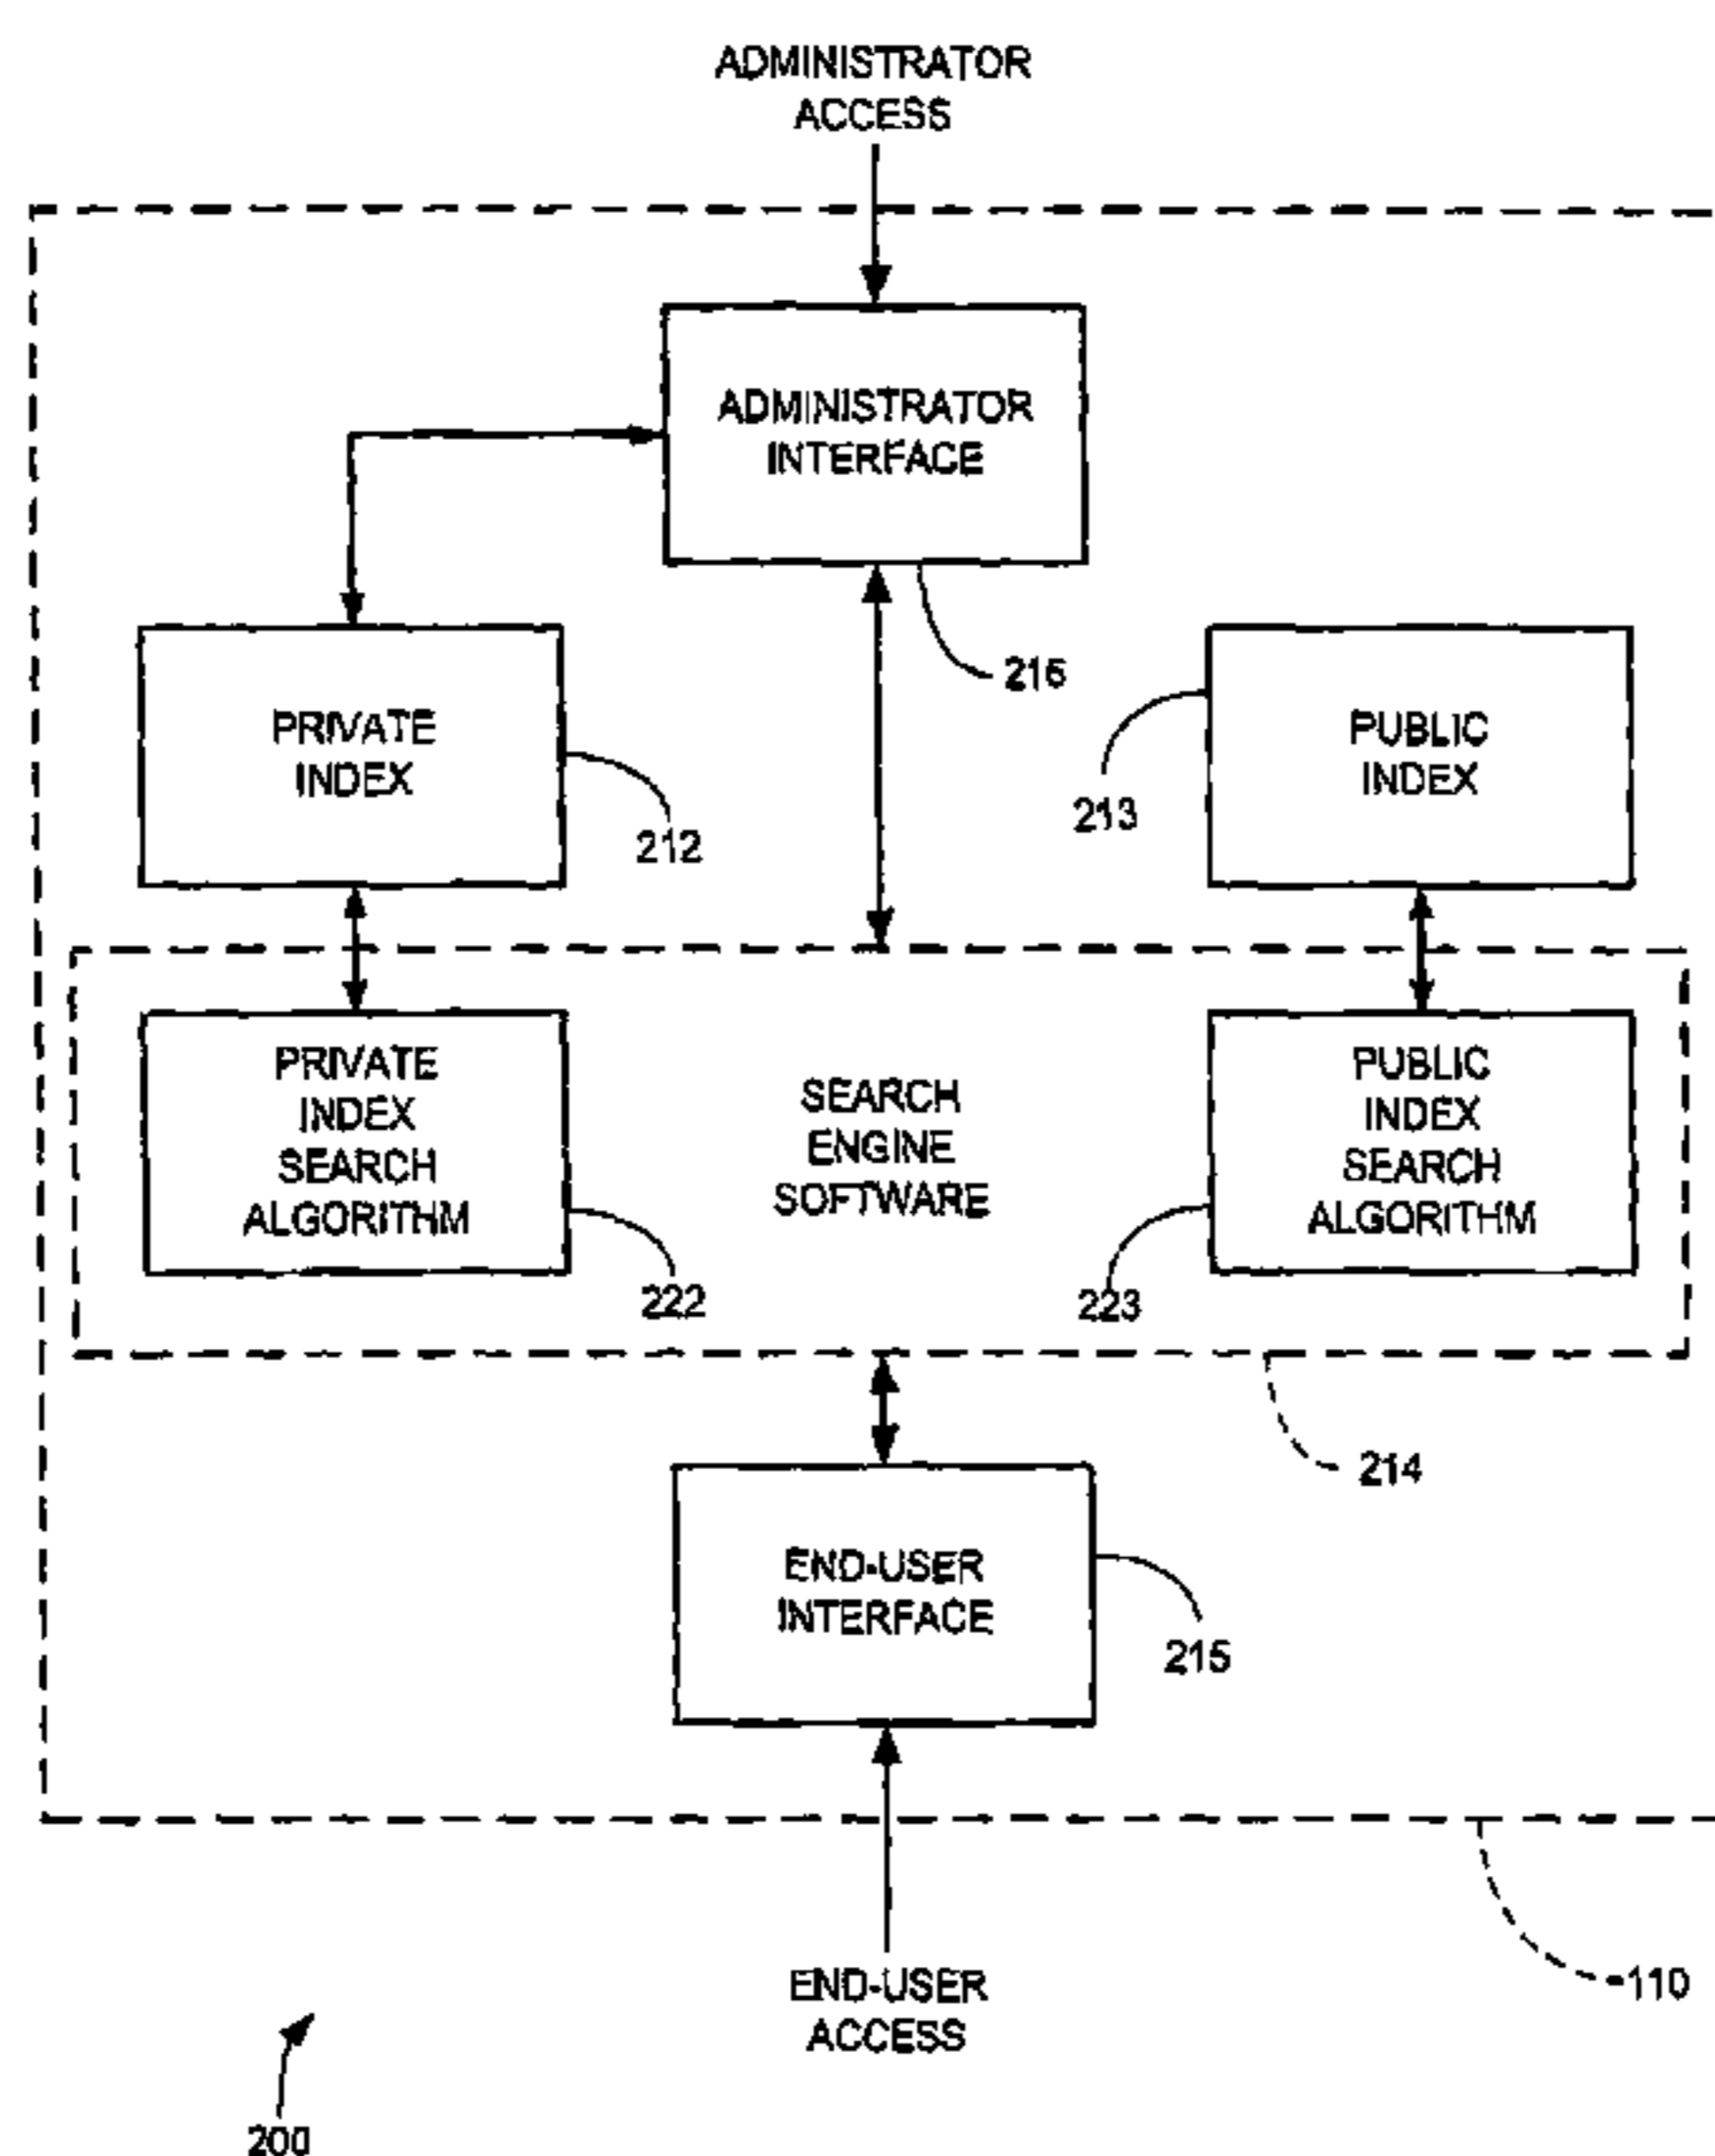 ADMINISTRATOR
ACCESS
ADMINISTRATOR
INTERFACE
216
PRIVATE
INDEX
212
PUBLIC
INDEX
213
PRIVATE
INDEX
SEARCH
ALGORITHM
222
SEARCH
ENGINE
SOFTWARE
PUBLIC
INDEX
SEARCH
ALGORITHM
223
214
END-USER
INTERFACE
215
110
END-USER
ACCESS
200